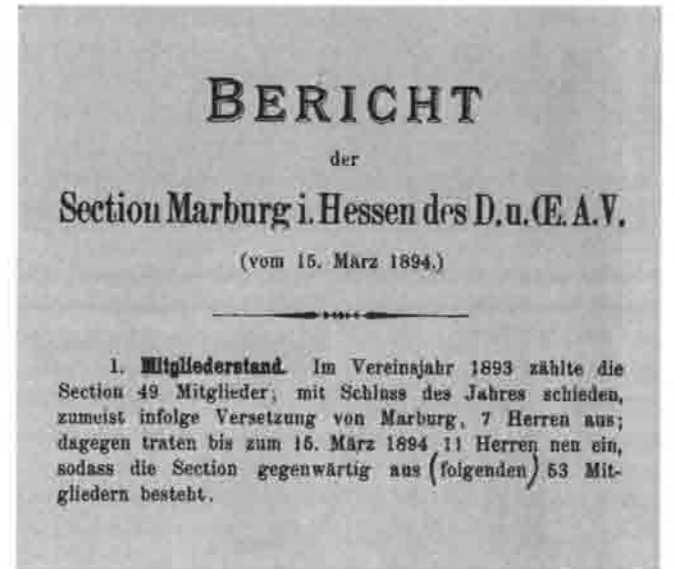 BERICHT
der
Section Marburg i. Hessen des D. u. Œ. A. V.
(vom 15. März 1894.)
1. Mitgliederstand. Im Vereinsjahr 1893 zählte die
Section 49 Mitglieder; mit Schluss des Jahres schieden,
zumeist infolge Versetzung von Marburg, 7 Herren aus;
dagegen traten bis zum 15. März 1894 11 Herren neu ein,
sodass die Section gegenwärtig aus (folgenden) 53 Mit-
gliedern besteht.